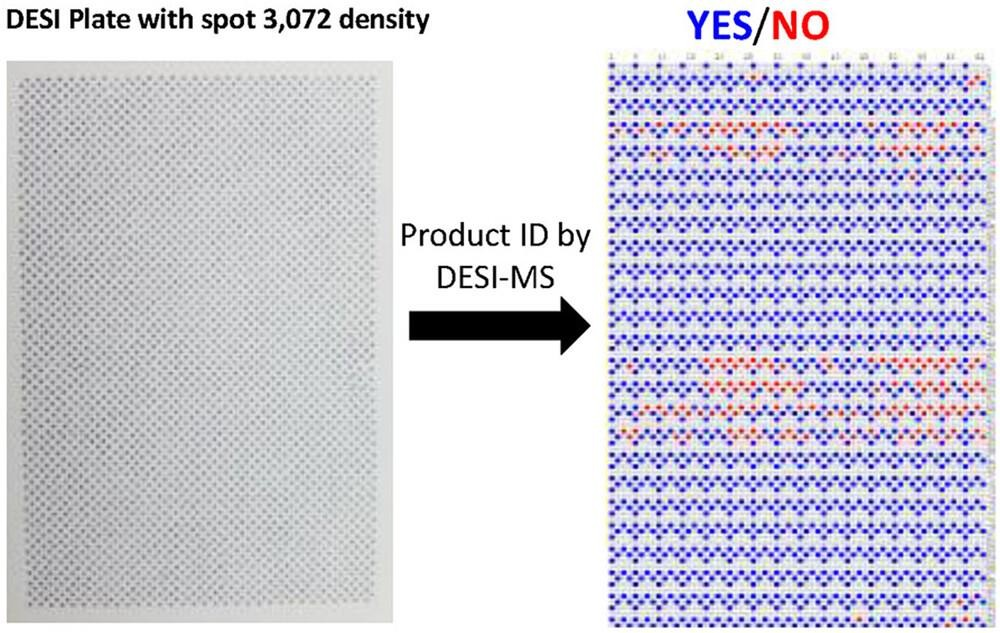 DESI Plate with spot 3,072 density
YES/NO
Product ID by
DESI-MS